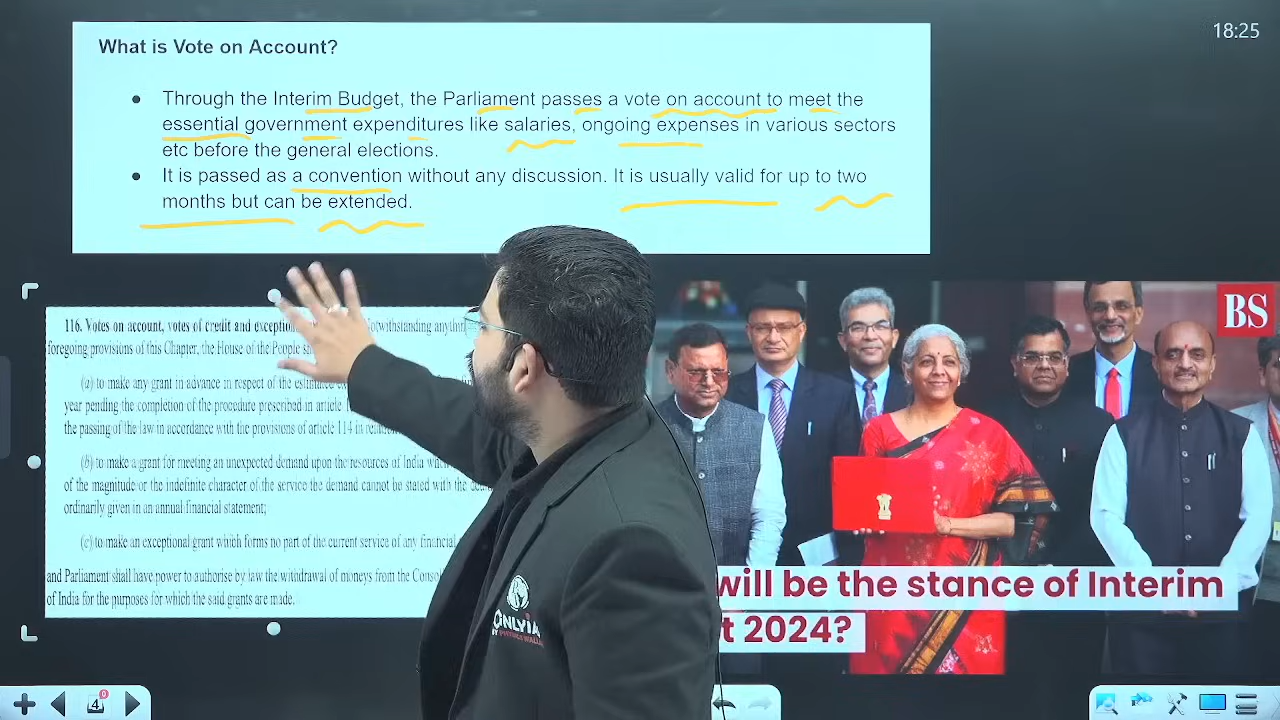 18:25
What is Vote on Account?
Through the Interim Budget, the Parliament passes a vote on account to meet the
essential government expenditures like salaries, ongoing expenses in various sectors
etc before the general elections.
It is passed as a convention without any discussion. It is usually valid for up to two
months but can be extended.
BS
116. Votes on account, votes of credit and
foregoing provisions of this Chapter, the House of the People
(a) to make any grant in advance in respect of the
year pending the completion of the procedure prescribed in article
the passing of the law in accordance with the provisions of article 114 in
(b) to make a grant for meeting an unexpected demand upon the resources of India
of the magnitude or the indefinite character of the service the demand cannot be stated with the
ordinarily given in an annual financial statement;
(c) to make an exceptional grant which forms no part of the current service of any financial
and Parliament shall have power to authorise by law the withdrawal of moneys from the
of India for the purposes for which the said grants are made.
will be the stance of Interim
t 2024?
OnlyIAS
BY PHYSICS WALLAH
4
0